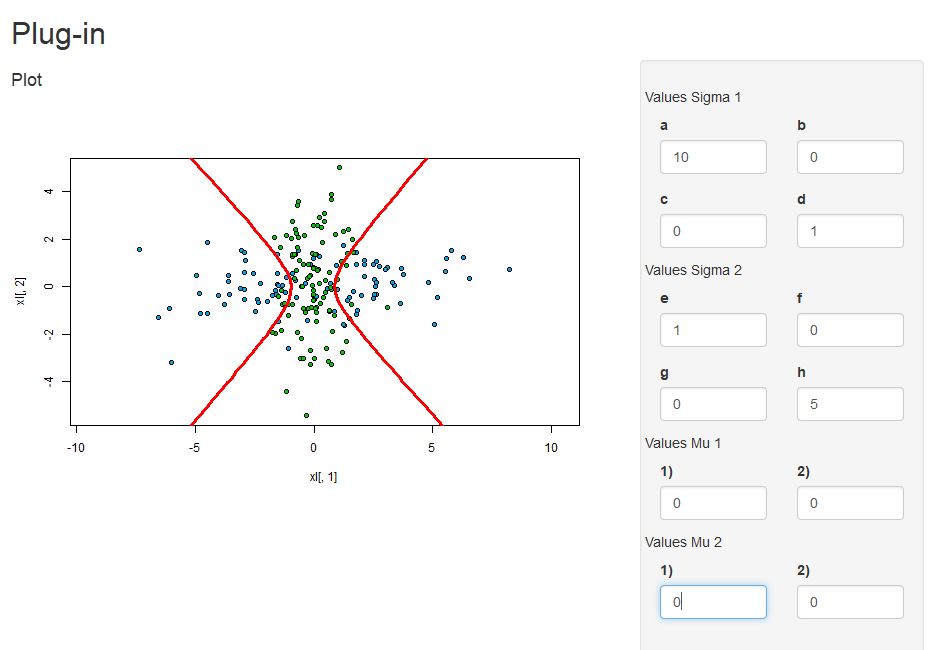 Plug-in
Plot
4
2
0
-2
-4
xl[, 2]
-10 -5 0 5 10
xl[, 1]
Values Sigma 1
a b
10 0
c d
0 1
Values Sigma 2
e f
1 0
g h
0 5
Values Mu 1
1) 2)
0 0
Values Mu 2
1) 2)
0 0